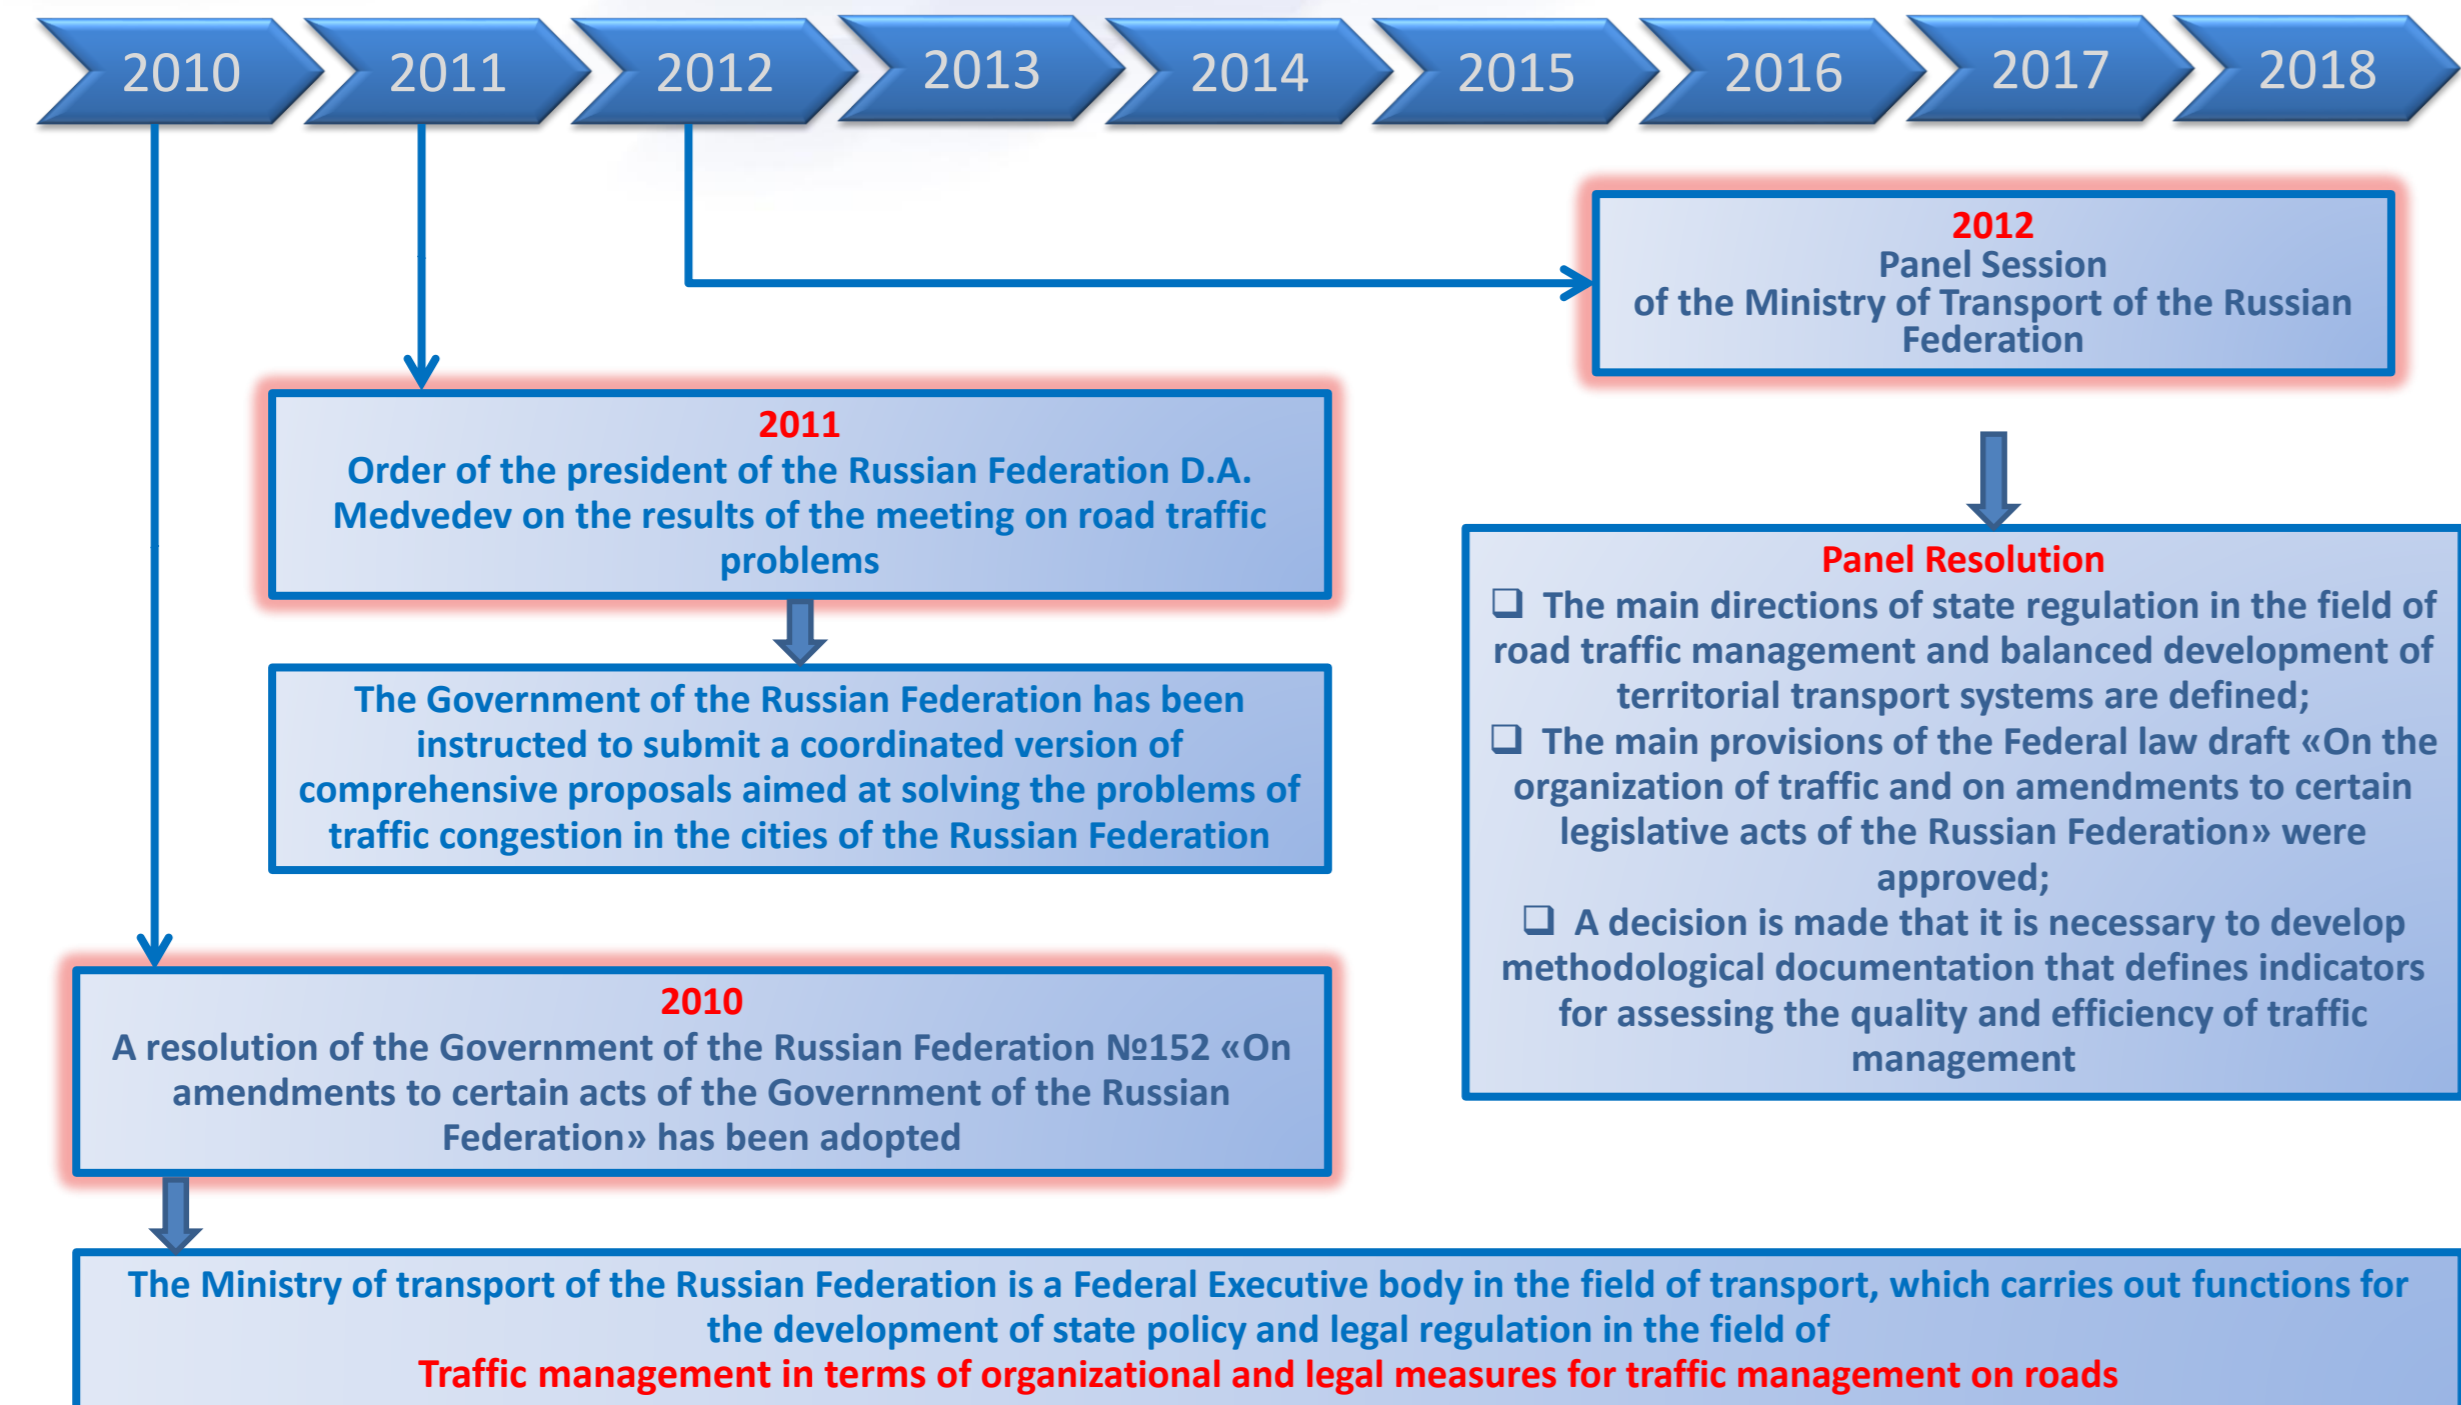 2010 2011 2012 2013 2014 2015 2016 2017 2018
2012
Panel Session
of the Ministry of Transport of the Russian
Federation
2011
Order of the president of the Russian Federation D.A.
Medvedev on the results of the meeting on road traffic
problems
The Government of the Russian Federation has been
instructed to submit a coordinated version of
comprehensive proposals aimed at solving the problems of
traffic congestion in the cities of the Russian Federation
Panel Resolution
❑ The main directions of state regulation in the field of
road traffic management and balanced development of
territorial transport systems are defined;
❑ The main provisions of the Federal law draft «On the
organization of traffic and on amendments to certain
legislative acts of the Russian Federation» were
approved;
❑ A decision is made that it is necessary to develop
methodological documentation that defines indicators
for assessing the quality and efficiency of traffic
management
2010
A resolution of the Government of the Russian Federation №152 «On
amendments to certain acts of the Government of the Russian
Federation» has been adopted
The Ministry of transport of the Russian Federation is a Federal Executive body in the field of transport, which carries out functions for
the development of state policy and legal regulation in the field of
Traffic management in terms of organizational and legal measures for traffic management on roads